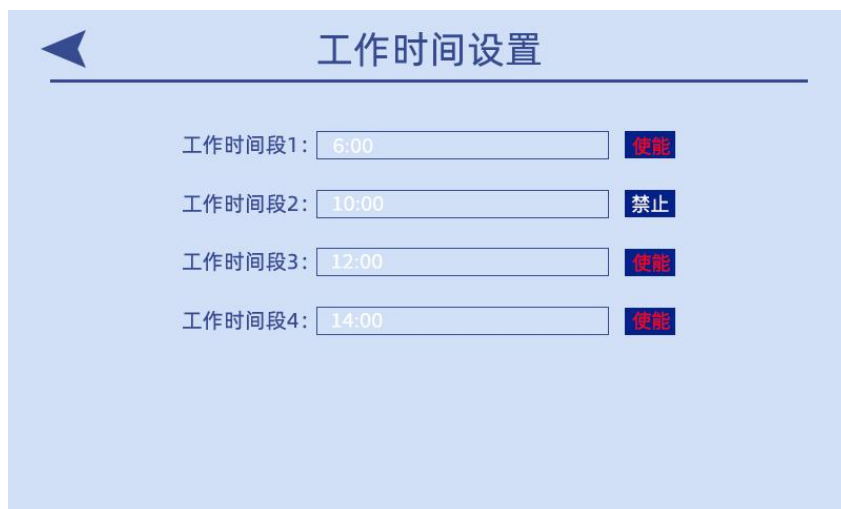 工作时间设置
工作时间段1: 6:00 使能
工作时间段2: 10:00 禁止
工作时间段3: 12:00 使能
工作时间段4: 14:00 使能